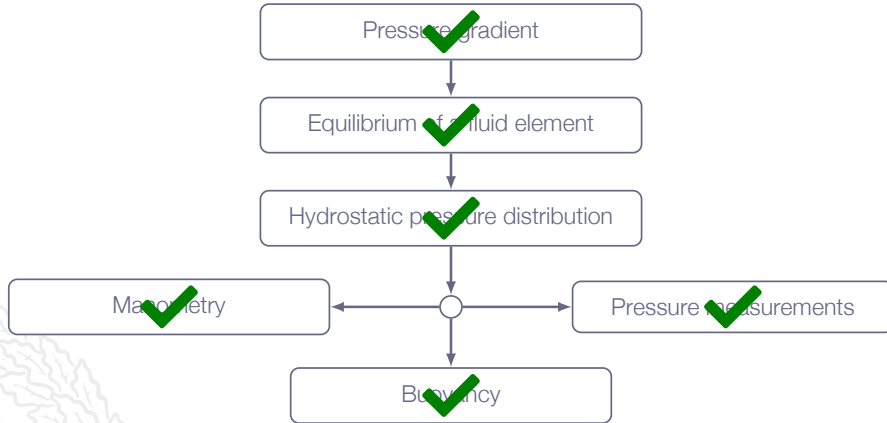 Pressure gradient
Equilibrium of a fluid element
Hydrostatic pressure distribution
Manometry
Pressure measurements
Buoyancy